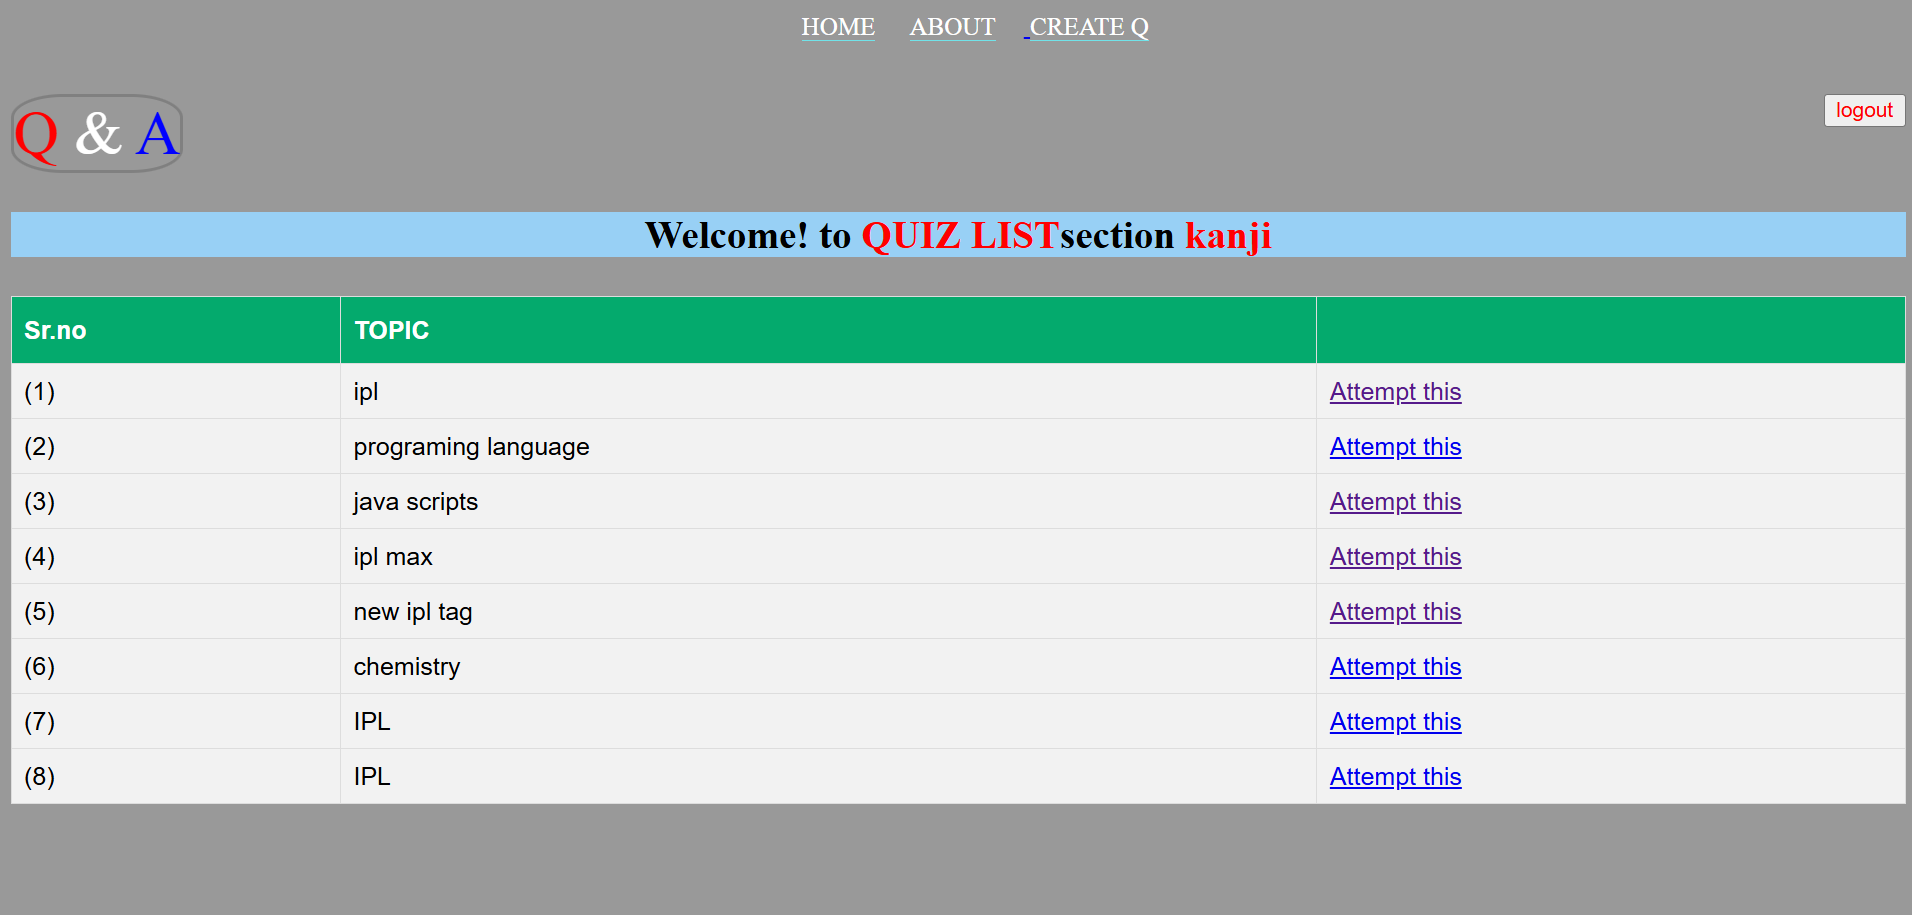 HOME ABOUT CREATE Q
Q & A
logout
Welcome! to QUIZ LISTsection kanji
Sr.no TOPIC
(1) ipl Attempt this
(2) programing language Attempt this
(3) java scripts Attempt this
(4) ipl max Attempt this
(5) new ipl tag Attempt this
(6) chemistry Attempt this
(7) IPL Attempt this
(8) IPL Attempt this